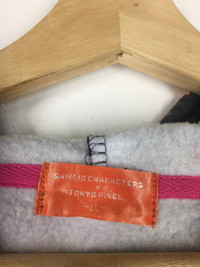 SANRIO CHARACTERS
×
TOKYO PIXEL